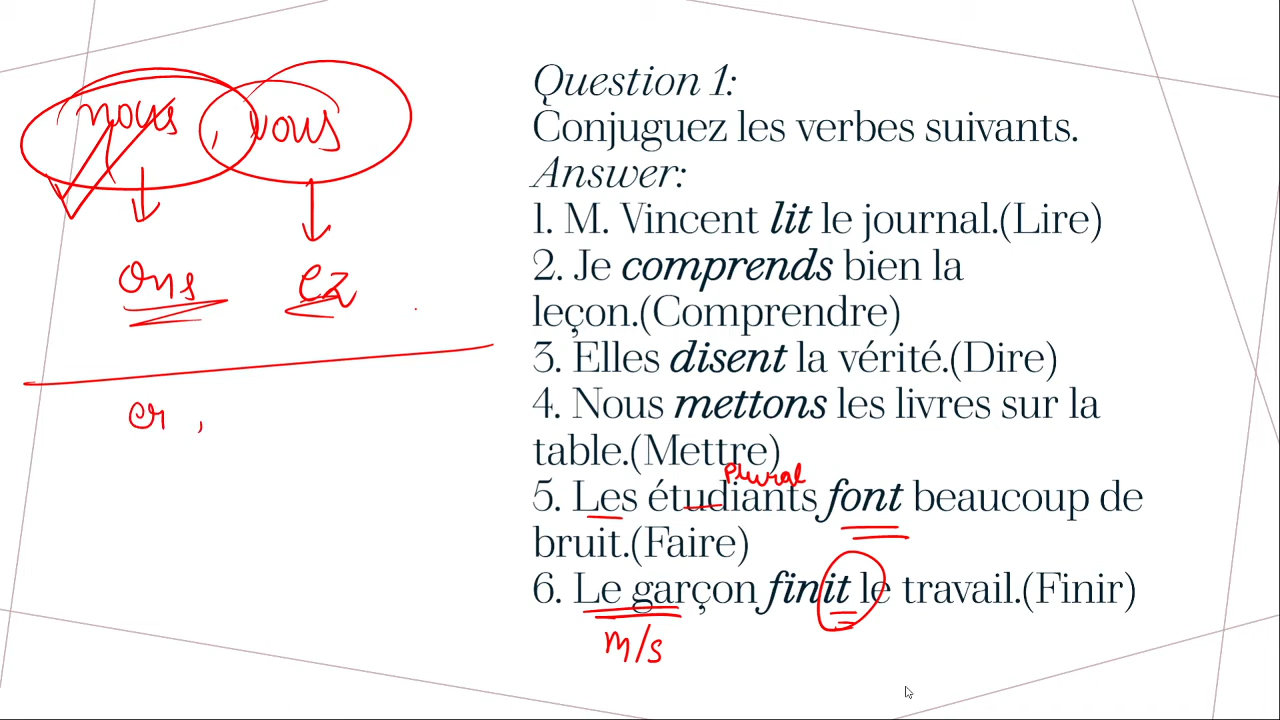 nous, vous
ons ez
er,
Question 1:
Conjuguez les verbes suivants.
Answer:
1. M. Vincent lit le journal.(Lire)
2. Je comprends bien la
leçon.(Comprendre)
3. Elles disent la vérité.(Dire)
4. Nous mettons les livres sur la
table.(Mettre)
Plural
5. Les étudiants font beaucoup de
bruit.(Faire)
6. Le garçon finit le travail.(Finir)
m/s